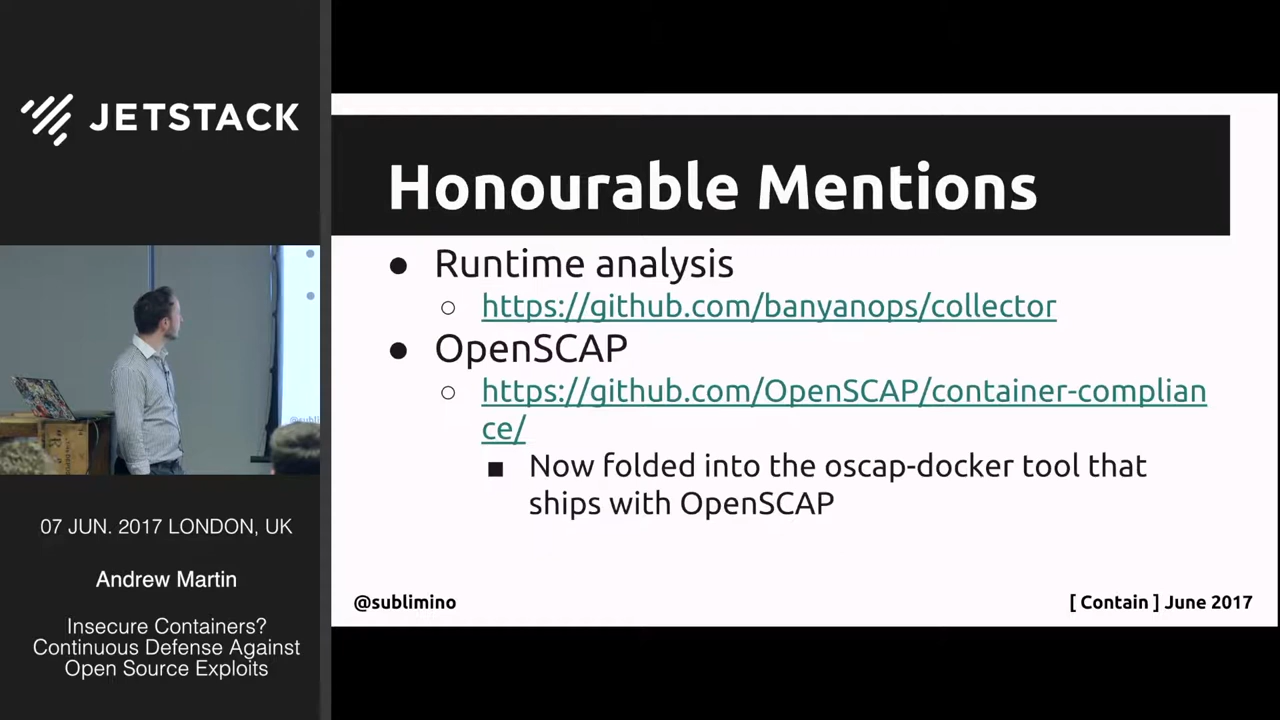 JETSTACK
07 JUN. 2017 LONDON, UK
Andrew Martin
Insecure Containers?
Continuous Defense Against
Open Source Exploits
Honourable Mentions
● Runtime analysis
○ https://github.com/banyanops/collector
● OpenSCAP
○ https://github.com/OpenSCAP/container-complian
ce/
■ Now folded into the oscap-docker tool that
ships with OpenSCAP
@sublimino
[ Contain ] June 2017